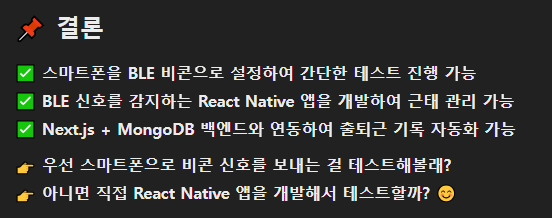 📌 결론
✅ 스마트폰을 BLE 비콘으로 설정하여 간단한 테스트 진행 가능
✅ BLE 신호를 감지하는 React Native 앱을 개발하여 근태 관리 가능
✅ Next.js + MongoDB 백엔드와 연동하여 출퇴근 기록 자동화 가능
👉 우선 스마트폰으로 비콘 신호를 보내는 걸 테스트해볼래?
👉 아니면 직접 React Native 앱을 개발해서 테스트할까? 😊